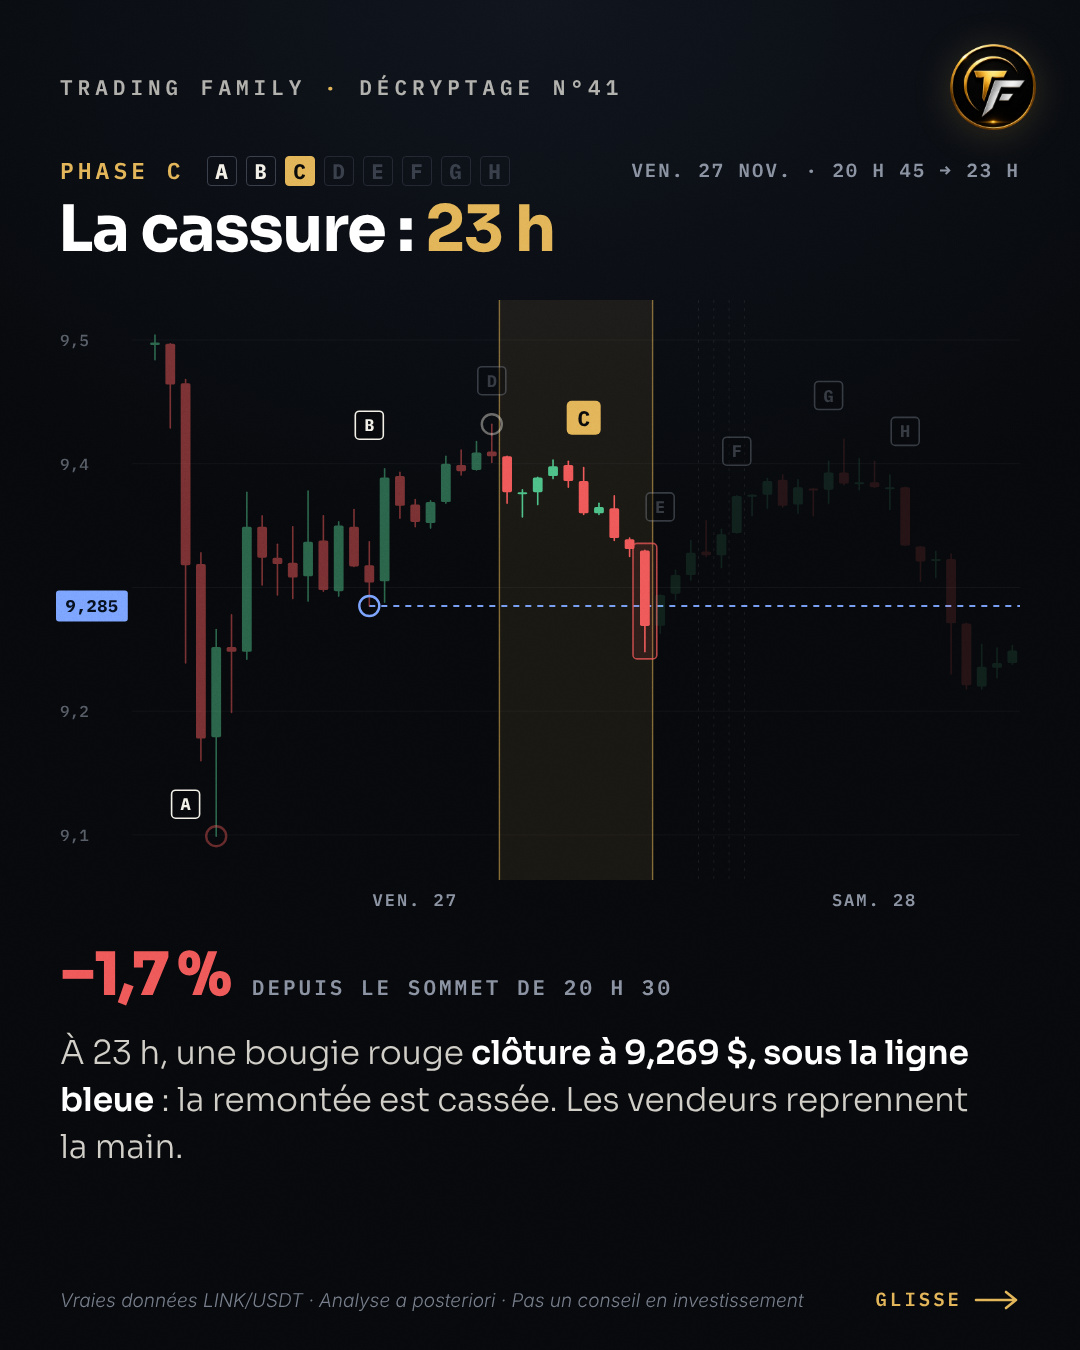 TRADING FAMILY · DÉCRYPTAGE N°41
TF
PHASE C A B C D E F G H
VEN. 27 NOV. · 20 H 45 → 23 H
La cassure : 23 h
9,5
9,4
9,285
9,2
9,1
A
B
D
C
E
F
G
H
VEN. 27
SAM. 28
−1,7 % DEPUIS LE SOMMET DE 20 H 30
À 23 h, une bougie rouge clôture à 9,269 $, sous la ligne
bleue : la remontée est cassée. Les vendeurs reprennent
la main.
Vraies données LINK/USDT · Analyse a posteriori · Pas un conseil en investissement
GLISSE →